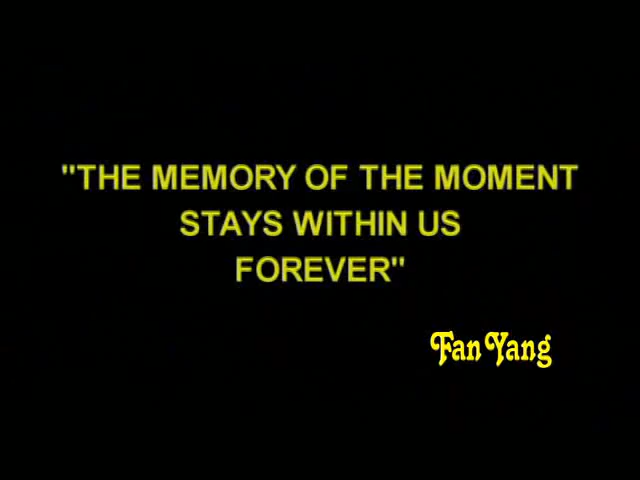 "THE MEMORY OF THE MOMENT
STAYS WITHIN US
FOREVER"
Fan Yang